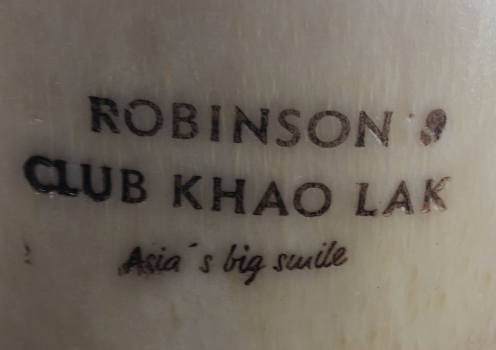 ROBINSON
CLUB KHAO LAK
Asia´s big smile